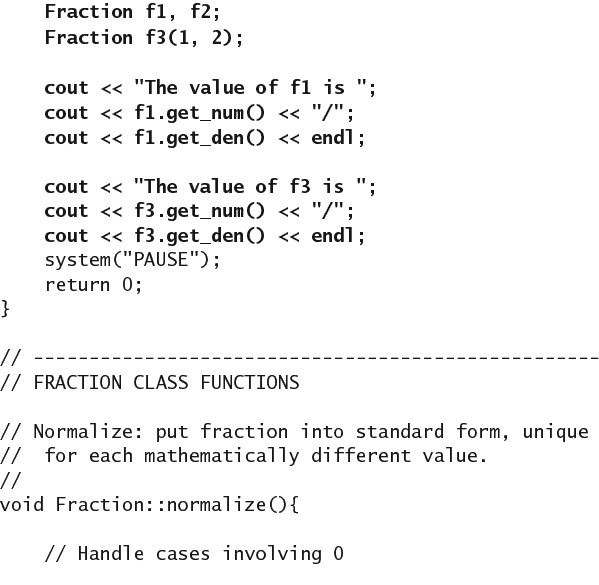 Fraction f1, f2;
Fraction f3(1, 2);
cout << "The value of f1 is ";
cout << f1.get_num() << "/";
cout << f1.get_den() << endl;
cout << "The value of f3 is ";
cout << f3.get_num() << "/";
cout << f3.get_den() << endl;
system("PAUSE");
return 0;
}
// ---------------------------------------------------
// FRACTION CLASS FUNCTIONS
// Normalize: put fraction into standard form, unique
//  for each mathematically different value.
//
void Fraction::normalize(){
// Handle cases involving 0